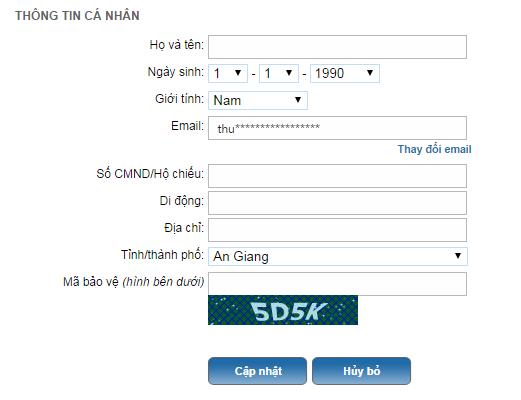 THÔNG TIN CÁ NHÂN
Họ và tên:
Ngày sinh: 1 - 1 - 1990
Giới tính: Nam
Email: thu*****************
Thay đổi email
Số CMND/Hộ chiếu:
Di động:
Địa chỉ:
Tỉnh/thành phố: An Giang
Mã bảo vệ (hình bên dưới)
5D5K
Cập nhật Hủy bỏ